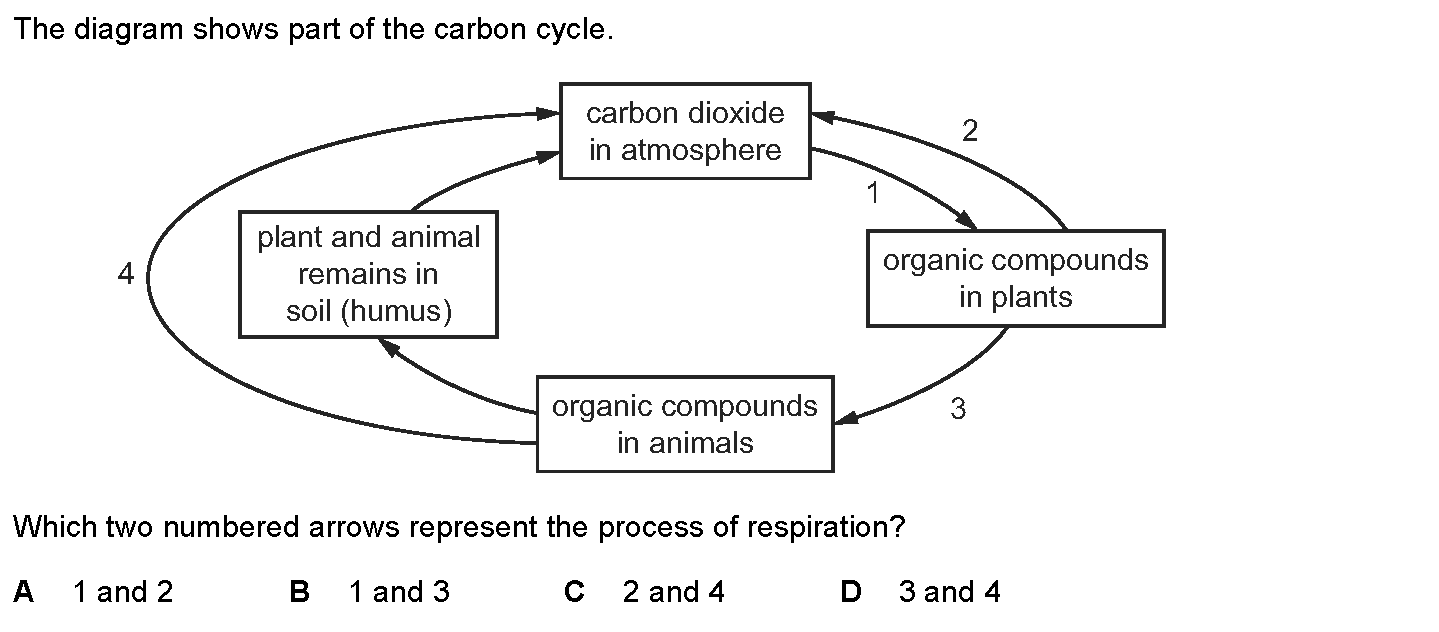 The diagram shows part of the carbon cycle.
carbon dioxide
in atmosphere
2
1
plant and animal
remains in
soil (humus)
4
organic compounds
in plants
organic compounds
in animals
3
Which two numbered arrows represent the process of respiration?
A 1 and 2 B 1 and 3 C 2 and 4 D 3 and 4